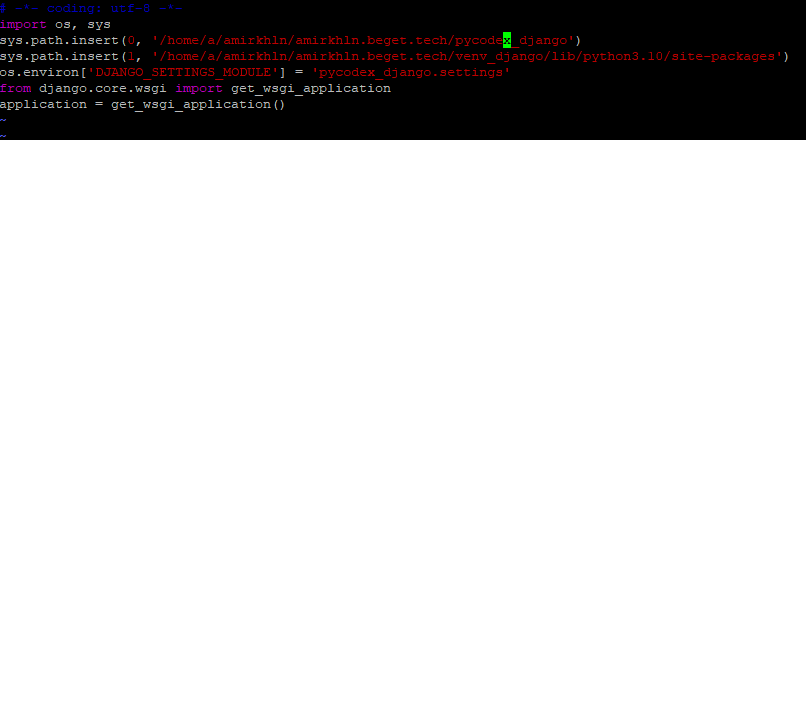 # -*- coding: utf-8 -*-
import os, sys
sys.path.insert(0, '/home/a/amirkhln/amirkhln.beget.tech/pycodex_django')
sys.path.insert(1, '/home/a/amirkhln/amirkhln.beget.tech/venv_django/lib/python3.10/site-packages')
os.environ['DJANGO_SETTINGS_MODULE'] = 'pycodex_django.settings'
from django.core.wsgi import get_wsgi_application
application = get_wsgi_application()
~
~